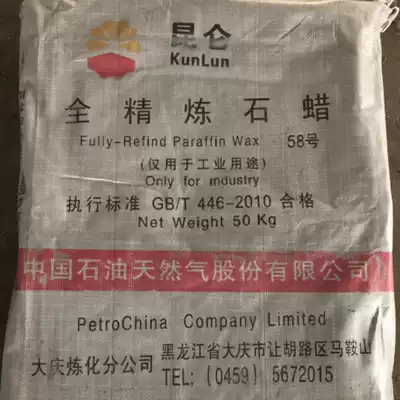 昆仑
KunLun
全精炼石蜡
Fully-Refind Paraffin Wax 58号
(仅用于工业用途)
Only for mdustry
执行标准 GB/T 446-2010 合格
Net Weight 50 Kg
中国石油天然气股份有限公司
PetroChina Company Limited
大庆炼化分公司 黑龙江省大庆市让胡路区马鞍山
TEL: (0459) 5672015